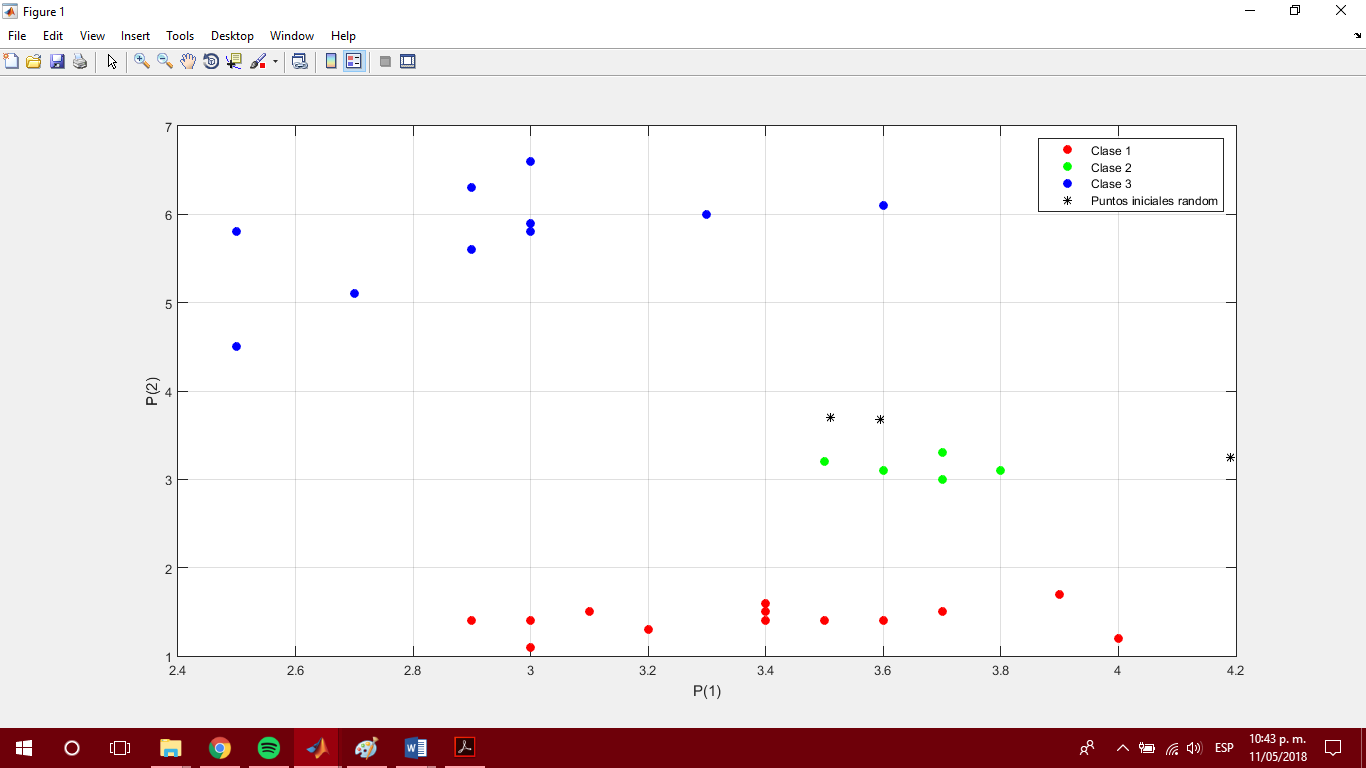 Figure 1
File Edit View Insert Tools Desktop Window Help
7
6
5
4
3
2
1
P(2)
Clase 1
Clase 2
Clase 3
Puntos iniciales random
2.4 2.6 2.8 3 3.2 3.4 3.6 3.8 4 4.2
P(1)
ESP
10:43 p. m.
11/05/2018